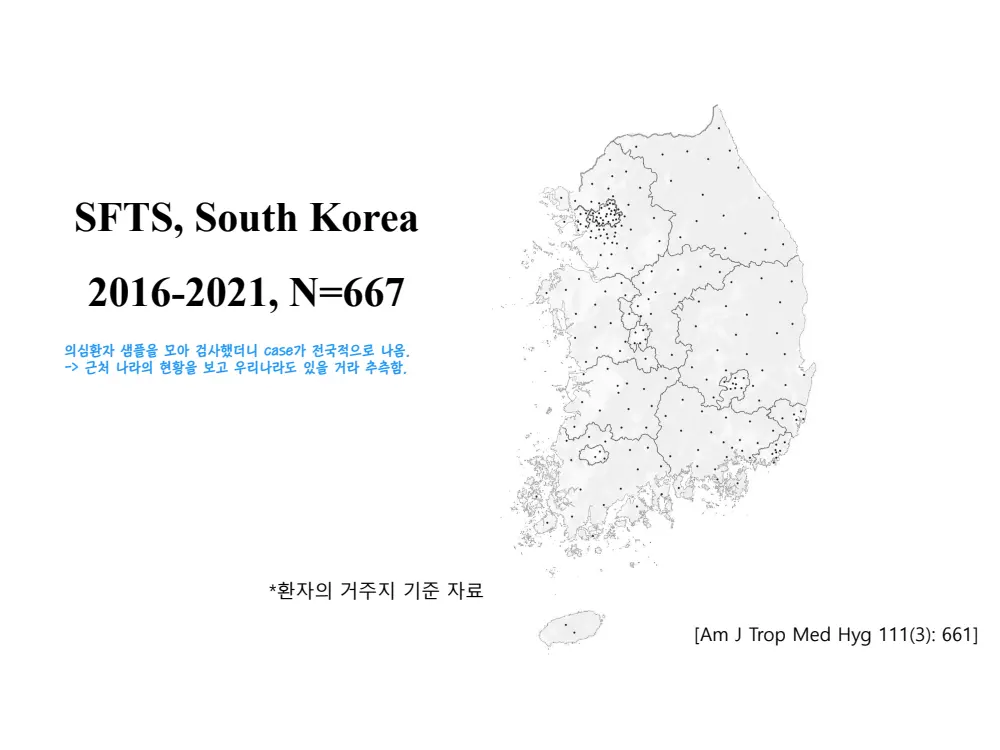 SFTS, South Korea
2016-2021, N=667
의심환자 샘플을 모아 검사했더니 case가 전국적으로 나옴.
-> 근처 나라의 현황을 보고 우리나라도 있을 거라 추측함.
*환자의 거주지 기준 자료
[Am J Trop Med Hyg 111(3): 661]